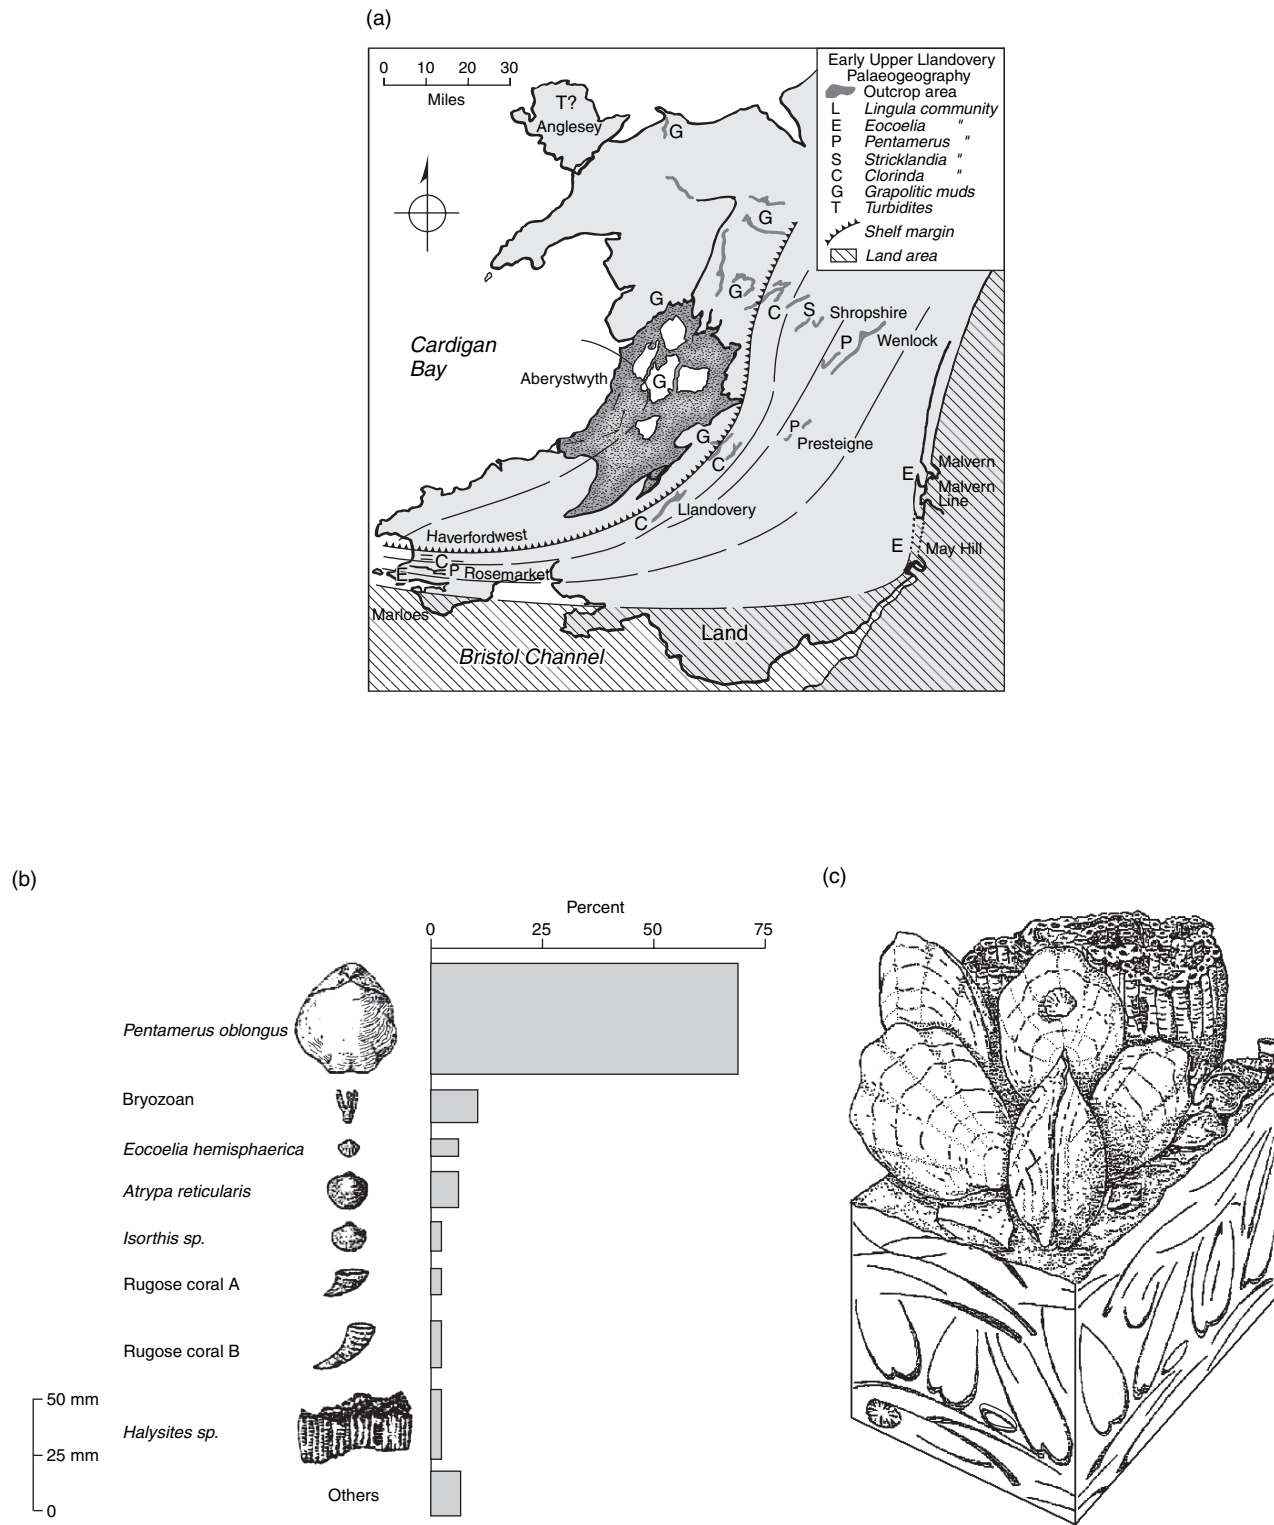 (a)
0 10 20 30
Miles
Early Upper Llandovery
Palaeogeography
Outcrop area
L Lingula community
E Eocoelia "
P Pentamerus "
S Stricklandia "
C Clorinda "
G Grapolitic muds
T Turbidites
Shelf margin
Land area
T?
Anglesey
G
G
G
G
C
S
Shropshire
P
Wenlock
Cardigan
Bay
Aberystwyth
G
G
C
P
Presteigne
E
Malvern
Malvern
Line
C
Llandovery
Haverfordwest
E
May Hill
C
E
P
Rosemarket
Marloes
Land
Bristol Channel
(b)
Percent
0 25 50 75
Pentamerus oblongus
Bryozoan
Eocoelia hemisphaerica
Atrypa reticularis
Isorthis sp.
Rugose coral A
Rugose coral B
Halysites sp.
Others
50 mm
25 mm
0
(c)